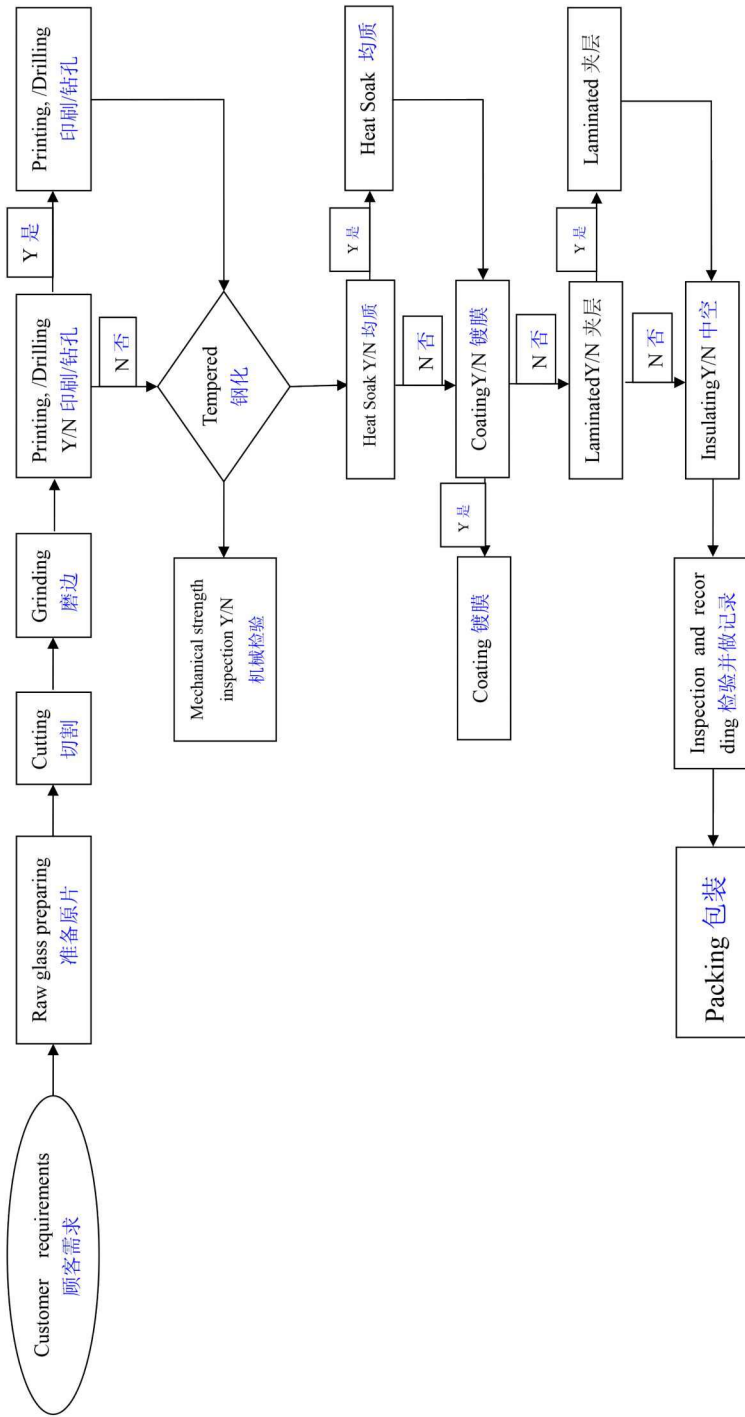 Customer requirements
顾客需求
Raw glass preparing
准备原片
Cutting
切割
Grinding
磨边
Printing, /Drilling
Y/N 印刷/钻孔
Y 是
Printing, /Drilling
印刷/钻孔
N 否
Tempered
钢化
Mechanical strength
inspection Y/N
机械检验
Heat Soak Y/N 均质
Y 是
Heat Soak 均质
N 否
CoatingY/N 镀膜
Y 是
Coating 镀膜
N 否
LaminatedY/N 夹层
Y 是
Laminated 夹层
N 否
InsulatingY/N 中空
Inspection and recor
ding 检验并做记录
Packing 包装